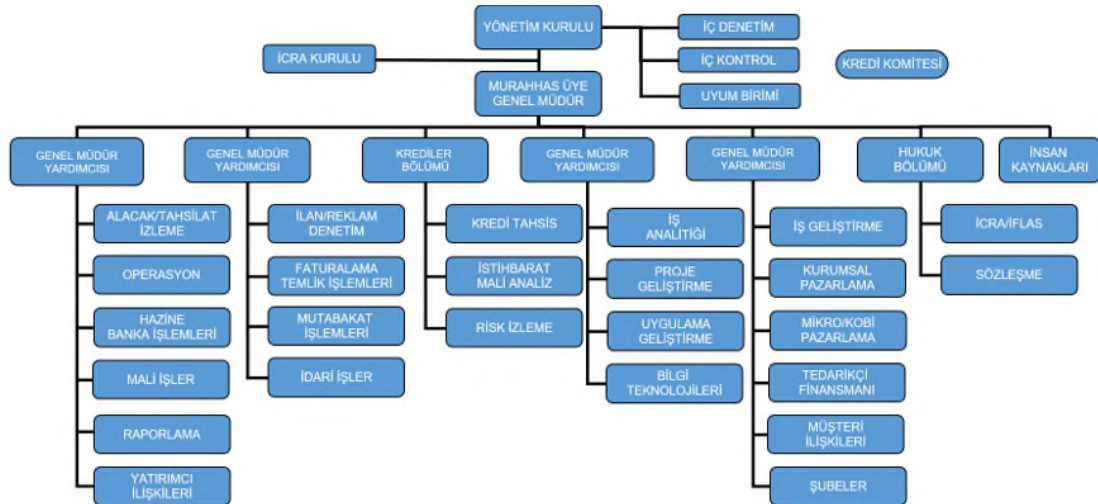 YÖNETİM KURULU
İÇ DENETİM
İCRA KURULU
İÇ KONTROL
KREDİ KOMİTESİ
MURAHHAS ÜYE
GENEL MÜDÜR
UYUM BİRİMİ
GENEL MÜDÜR
YARDIMCISI
GENEL MÜDÜR
YARDIMCISI
KREDİLER
BÖLÜMÜ
GENEL MÜDÜR
YARDIMCISI
GENEL MÜDÜR
YARDIMCISI
HUKUK
BÖLÜMÜ
İNSAN
KAYNAKLARI
ALACAK/TAHSİLAT
İZLEME
OPERASYON
HAZİNE
BANKA İŞLEMLERİ
MALİ İŞLER
RAPORLAMA
YATIRIMCI
İLİŞKİLERİ
İLAN/REKLAM
DENETİM
FATURALAMA
TEMLİK İŞLEMLERİ
MUTABAKAT
İŞLEMLERİ
İDARİ İŞLER
KREDİ TAHSİS
İSTİHBARAT
MALİ ANALİZ
RİSK İZLEME
İŞ
ANALİTİĞİ
PROJE
GELİŞTİRME
UYGULAMA
GELİŞTİRME
BİLGİ
TEKNOLOJİLERİ
İŞ GELİŞTİRME
KURUMSAL
PAZARLAMA
MİKRO/KOBİ
PAZARLAMA
TEDARİKÇİ
FİNANSMANI
MÜŞTERİ
İLİŞKİLERİ
ŞUBELER
İCRA/İFLAS
SÖZLEŞME